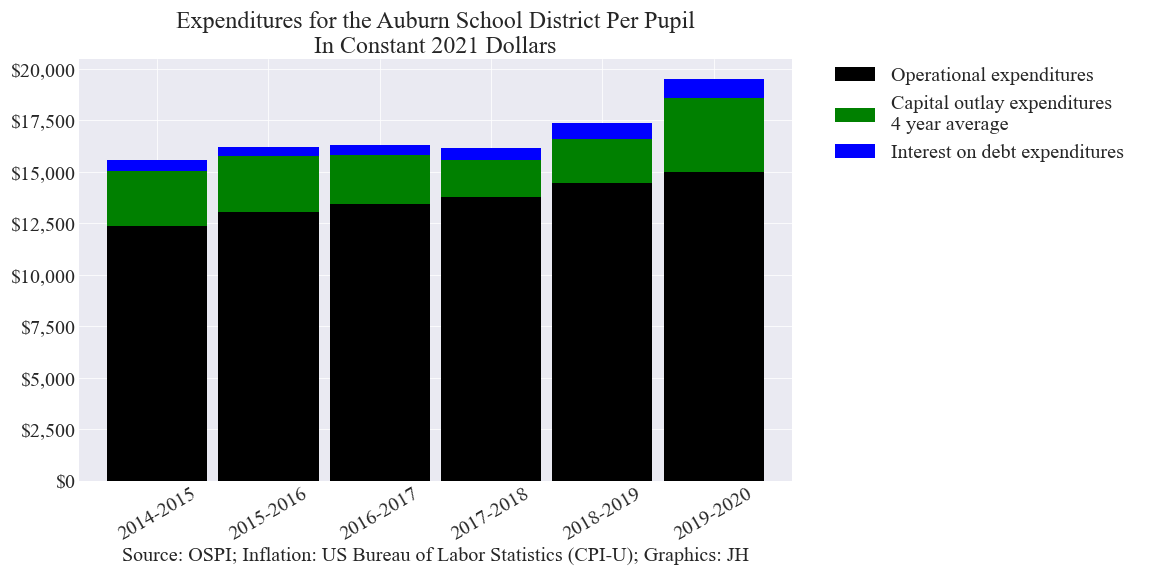 Expenditures for the Auburn School District Per Pupil
In Constant 2021 Dollars
$20,000
$17,500
$15,000
$12,500
$10,000
$7,500
$5,000
$2,500
$0
Operational expenditures
Capital outlay expenditures
4 year average
Interest on debt expenditures
2014-2015
2015-2016
2016-2017
2017-2018
2018-2019
2019-2020
Source: OSPI; Inflation: US Bureau of Labor Statistics (CPI-U); Graphics: JH